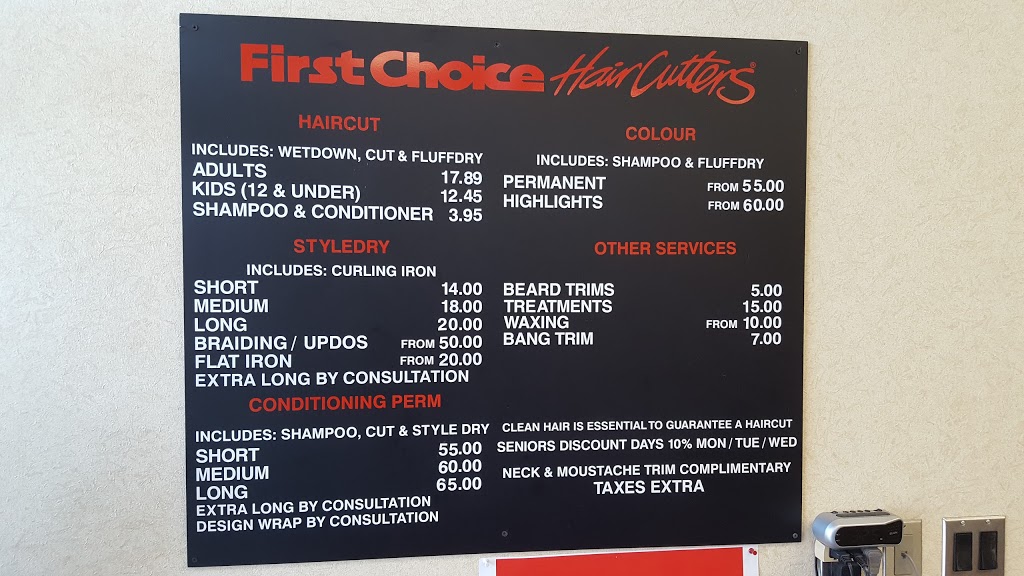 First Choice Hair Cutters®
HAIRCUT
INCLUDES: WETDOWN, CUT & FLUFFDRY
ADULTS 17.89
KIDS (12 & UNDER) 12.45
SHAMPOO & CONDITIONER 3.95
STYLEDRY
INCLUDES: CURLING IRON
SHORT 14.00
MEDIUM 18.00
LONG 20.00
BRAIDING / UPDOS FROM 50.00
FLAT IRON FROM 20.00
EXTRA LONG BY CONSULTATION
CONDITIONING PERM
INCLUDES: SHAMPOO, CUT & STYLE DRY
SHORT 55.00
MEDIUM 60.00
LONG 65.00
EXTRA LONG BY CONSULTATION
DESIGN WRAP BY CONSULTATION
COLOUR
INCLUDES: SHAMPOO & FLUFFDRY
PERMANENT FROM 55.00
HIGHLIGHTS FROM 60.00
OTHER SERVICES
BEARD TRIMS 5.00
TREATMENTS 15.00
WAXING FROM 10.00
BANG TRIM 7.00
CLEAN HAIR IS ESSENTIAL TO GUARANTEE A HAIRCUT
SENIORS DISCOUNT DAYS 10% MON / TUE / WED
NECK & MOUSTACHE TRIM COMPLIMENTARY
TAXES EXTRA